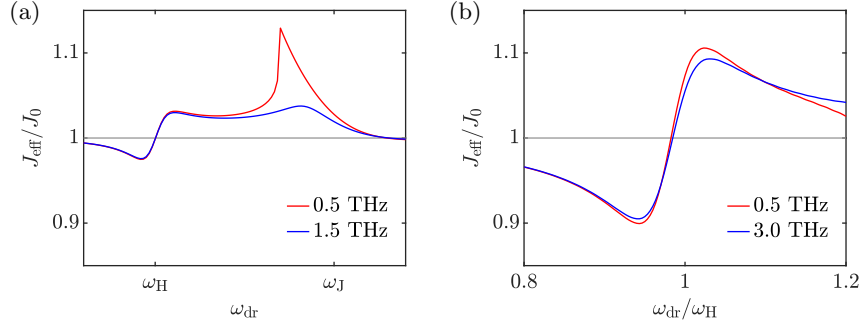 (a)
J_eff/J_0
1.1
1
0.9
0.5 THz
1.5 THz
ω_H
ω_J
ω_dr
(b)
J_eff/J_0
1.1
1
0.9
0.5 THz
3.0 THz
0.8
1
1.2
ω_dr/ω_H